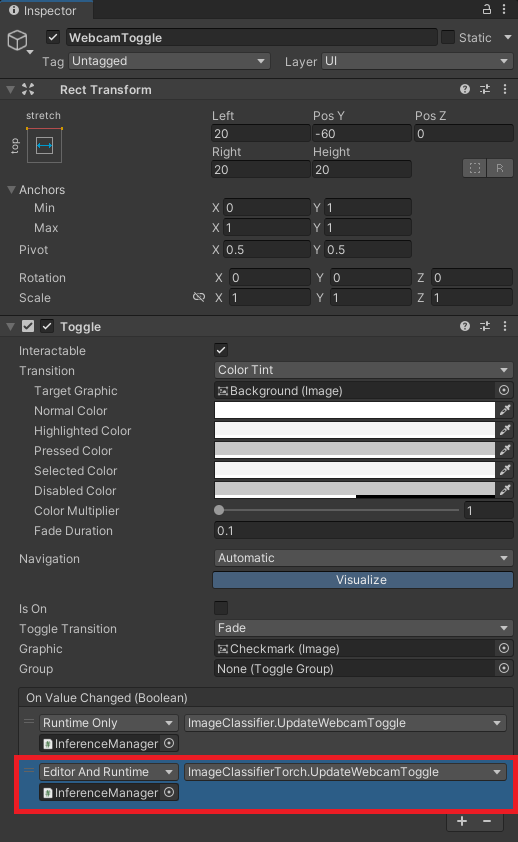 Inspector
WebcamToggle Static
Tag Untagged Layer UI
Rect Transform
stretch Left Pos Y Pos Z
top 20 -60 0
Right Height
20 20 R
Anchors
Min X 0 Y 1
Max X 1 Y 1
Pivot X 0.5 Y 0.5
Rotation X 0 Y 0 Z 0
Scale X 1 Y 1 Z 1
Toggle
Interactable
Transition Color Tint
Target Graphic Background (Image)
Normal Color
Highlighted Color
Pressed Color
Selected Color
Disabled Color
Color Multiplier 1
Fade Duration 0.1
Navigation Automatic
Visualize
Is On
Toggle Transition Fade
Graphic Checkmark (Image)
Group None (Toggle Group)
On Value Changed (Boolean)
Runtime Only ImageClassifier.UpdateWebcamToggle
InferenceManager
Editor And Runtime ImageClassifierTorch.UpdateWebcamToggle
InferenceManager
+ −